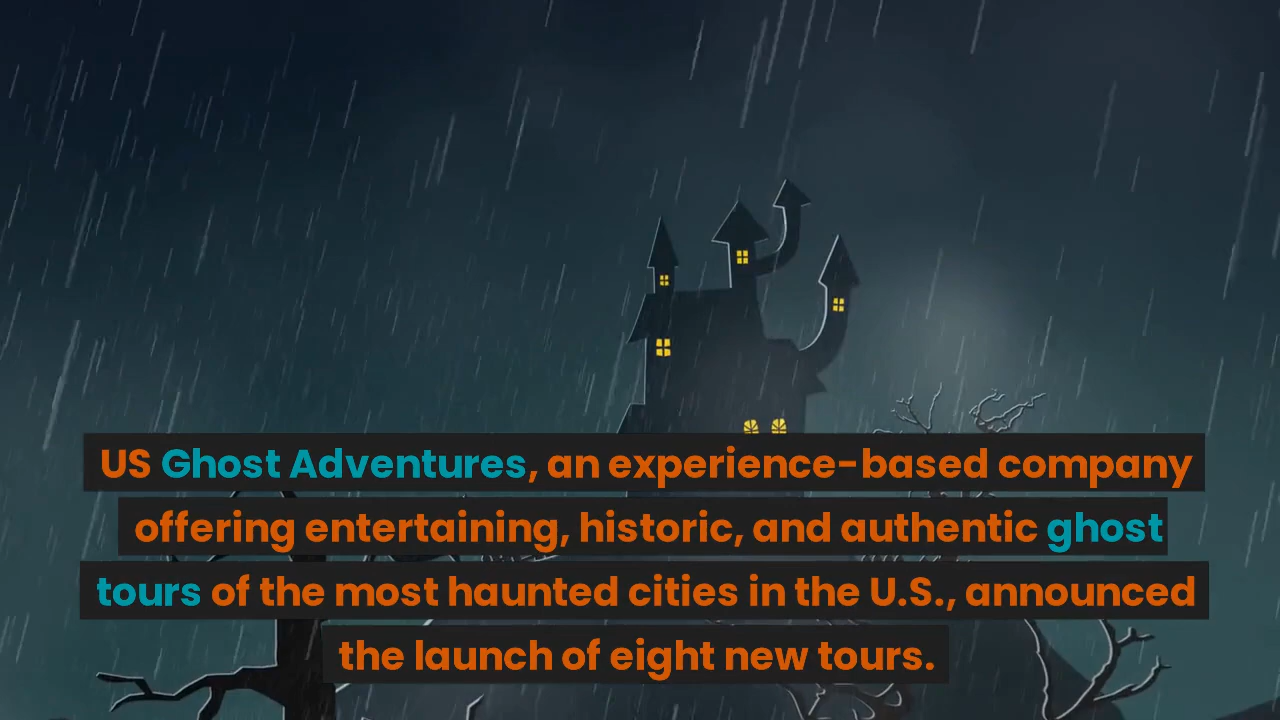 US Ghost Adventures, an experience-based company
offering entertaining, historic, and authentic ghost
tours of the most haunted cities in the U.S., announced
the launch of eight new tours.